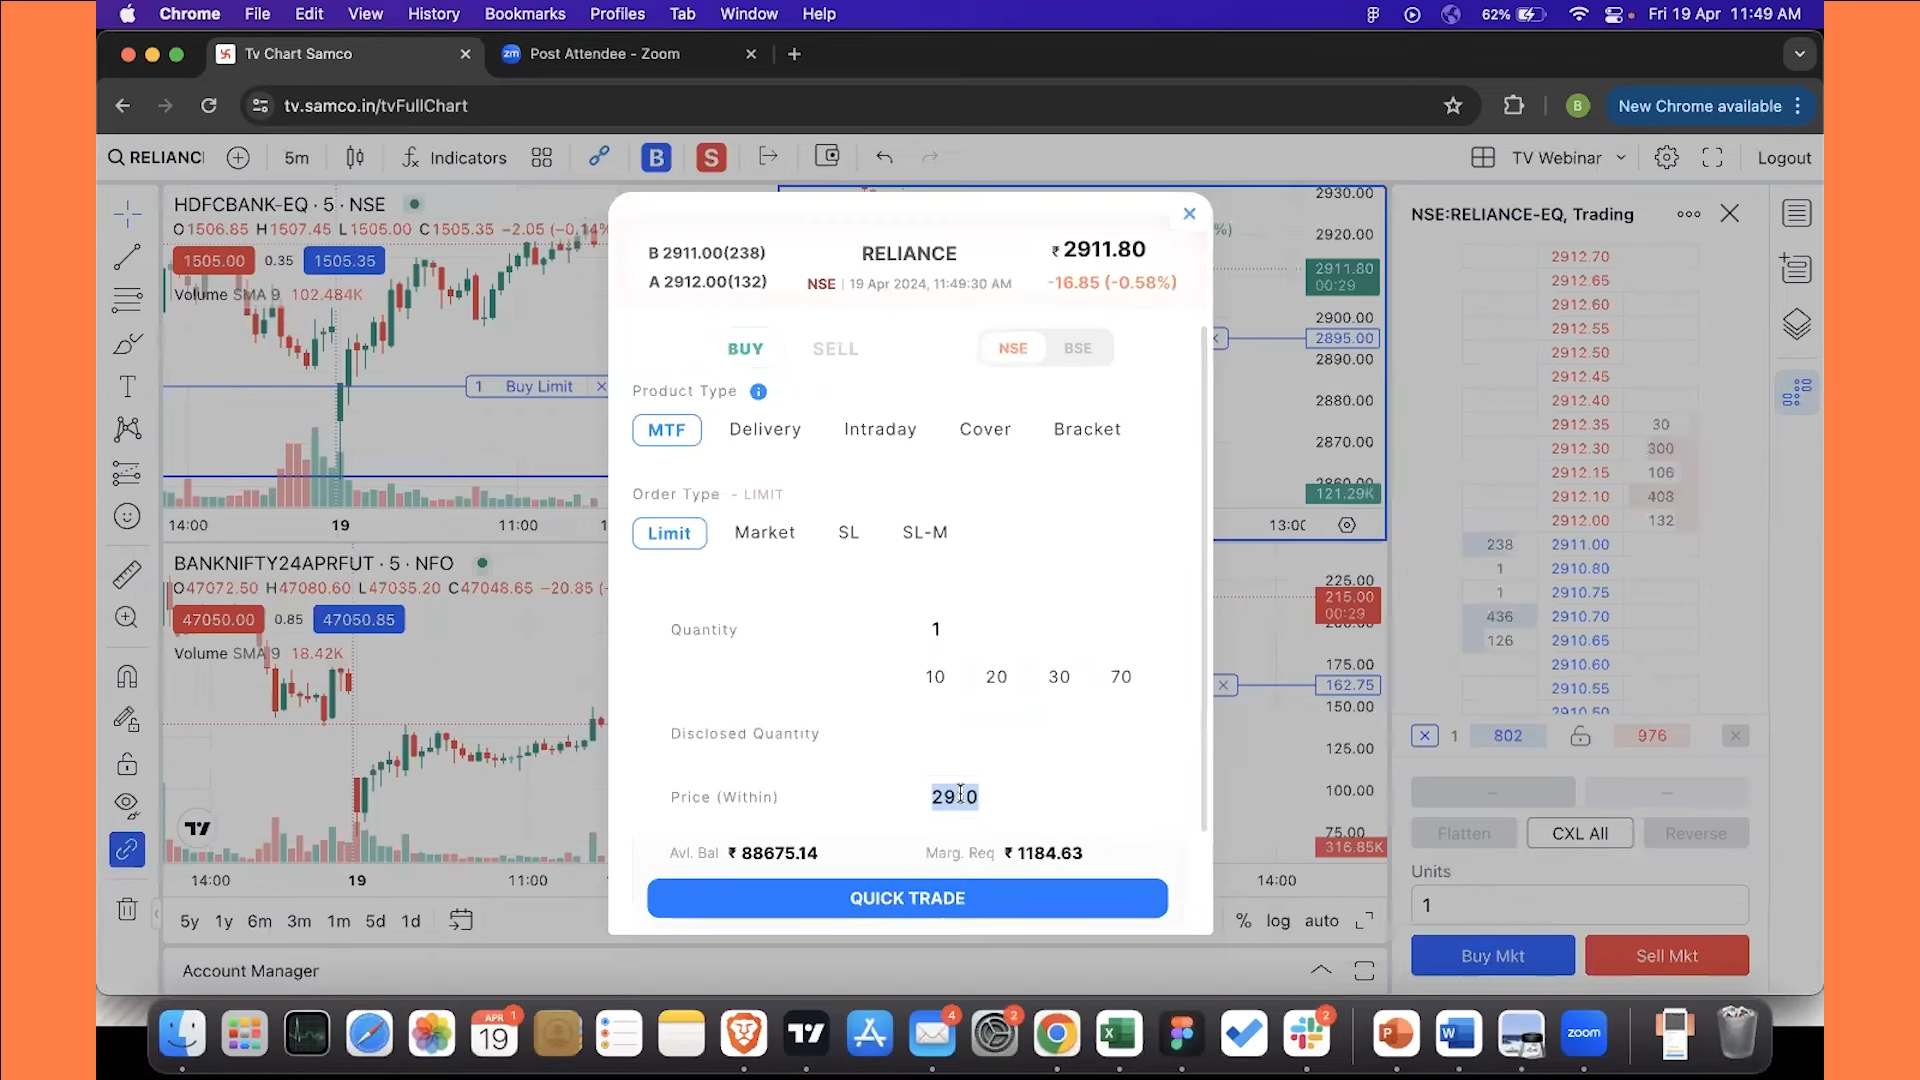 Chrome File Edit View History Bookmarks Profiles Tab Window Help 62% Fri 19 Apr 11:49 AM
Tv Chart Samco Post Attendee - Zoom
tv.samco.in/tvFullChart B New Chrome available
RELIANC 5m Indicators B S TV Webinar Logout
HDFCBANK-EQ · 5 · NSE
O1506.85 H1507.45 L1505.00 C1505.35 −2.05 (−0.14%
1505.00 0.35 1505.35
Volume SMA 9 102.484K
1 Buy Limit
14:00 19 11:00
BANKNIFTY24APRFUT · 5 · NFO
O47072.50 H47080.60 L47035.20 C47048.65 −20.85 (
47050.00 0.85 47050.85
Volume SMA 9 18.42K
14:00 19 11:00
5y 1y 6m 3m 1m 5d 1d
Account Manager
B 2911.00(238) RELIANCE ₹ 2911.80
A 2912.00(132) NSE | 19 Apr 2024, 11:49:30 AM -16.85 (-0.58%)
BUY SELL NSE BSE
Product Type i
MTF Delivery Intraday Cover Bracket
Order Type - LIMIT
Limit Market SL SL-M
Quantity 1
10 20 30 70
Disclosed Quantity
Price (Within)
Avl. Bal ₹ 88675.14 Marg. Req ₹ 1184.63
QUICK TRADE
%)
2930.00
2920.00
2911.80
00:29
2900.00
2895.00
2890.00
2880.00
2870.00
121.29K
13:00
225.00
215.00
00:29
175.00
162.75
150.00
125.00
100.00
75.00
316.85K
14:00
% log auto
NSE:RELIANCE-EQ, Trading
2912.70
2912.65
2912.60
2912.55
2912.50
2912.45
2912.40
2912.35 30
2912.30 300
2912.15 106
2912.10 408
2912.00 132
238 2911.00
1 2910.80
1 2910.75
436 2910.70
126 2910.65
2910.60
2910.55
2910.50
1 802 976
Flatten CXL All Reverse
Units
1
Buy Mkt Sell Mkt
APR 1
19
4
2
2
zoom